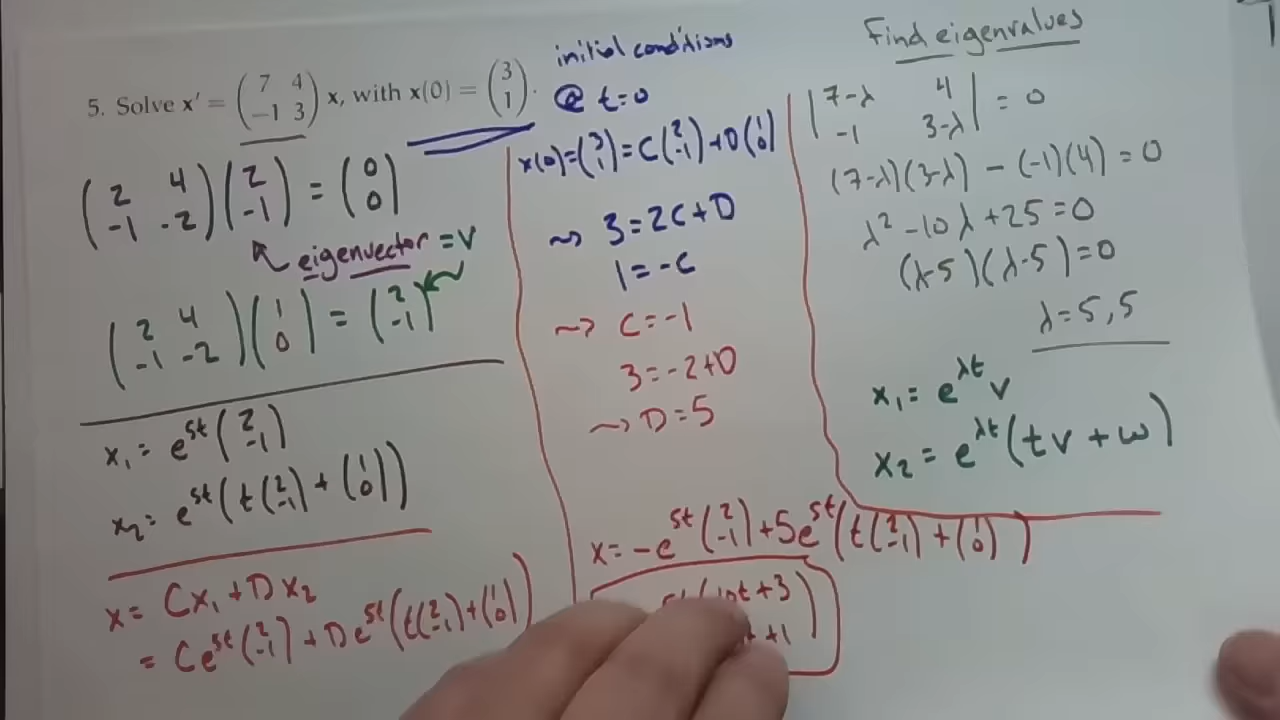 5. Solve x′ = ( 7 4 ; −1 3 ) x, with x(0) = ( 3 ; 1 ).
( 2 4 ; -1 -2 ) ( 2 ; -1 ) = ( 0 ; 0 )
eigenvector = v
( 2 4 ; -1 -2 ) ( 1 ; 0 ) = ( 2 ; -1 )
x₁ = e^5t ( 2 ; -1 )
x₂ = e^5t ( t ( 2 ; -1 ) + ( 1 ; 0 ) )
x = Cx₁ + Dx₂
= Ce^5t ( 2 ; -1 ) + De^5t ( t ( 2 ; -1 ) + ( 1 ; 0 ) )
initial conditions
@ t=0
x(0) = ( 3 ; 1 ) = C ( 2 ; -1 ) + D ( 1 ; 0 )
⇝ 3 = 2C + D
1 = -C
⇝ C = -1
3 = -2 + D
⇝ D = 5
x = -e^5t ( 2 ; -1 ) + 5e^5t ( t ( 2 ; -1 ) + ( 1 ; 0 ) )
10t + 3
+1
Find eigenvalues
| 7-λ 4 ; -1 3-λ | = 0
(7-λ)(3-λ) - (-1)(4) = 0
λ² - 10λ + 25 = 0
(λ-5)(λ-5) = 0
λ = 5, 5
x₁ = e^λt v
x₂ = e^λt (tv + w)